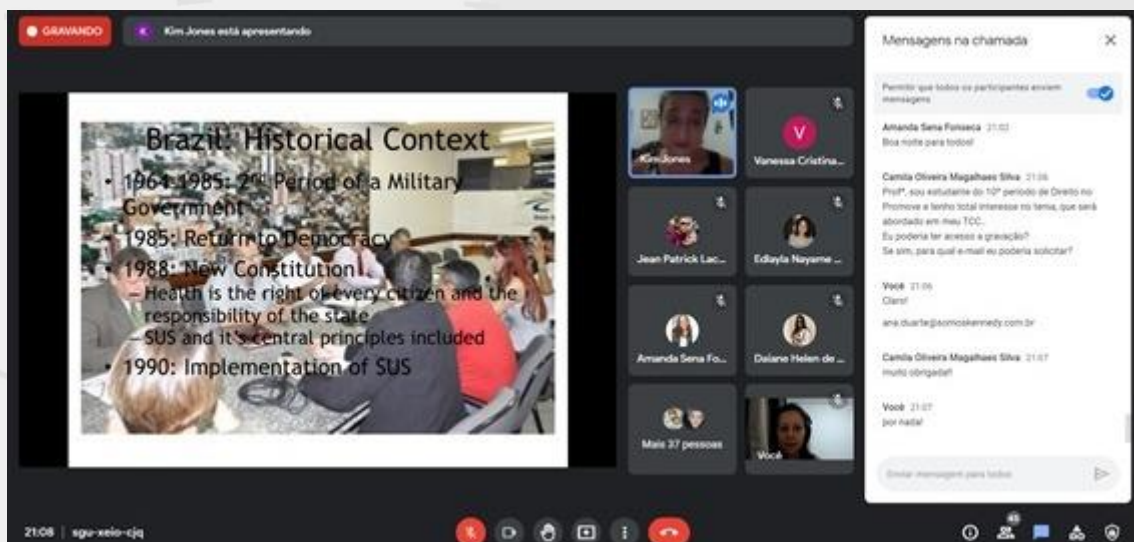 GRAVANDO
K
Kim Jones está apresentando
Brazil: Historical Context
• 1964-1985: 2nd Period of a Military
Government
• 1985: Return to Democracy
• 1988: New Constitution
– Health is the right of every citizen and the
responsibility of the state
– SUS and it's central principles included
• 1990: Implementation of SUS
Kim Jones
V
Vanessa Cristina...
Jean Patrick Lac...
Edlayla Nayame ...
Amanda Sena Fo...
Daiane Helen de ...
Mais 37 pessoas
Você
Mensagens na chamada
Permitir que todos os participantes enviem
mensagens
Amanda Sena Fonseca 21:02
Boa noite para todos!
Camila Oliveira Magalhaes Silva 21:06
Profª, sou estudante do 10º período de Direito no
Promove e tenho total interesse no tema, que será
abordado em meu TCC..
Eu poderia ter acesso a gravação?
Se sim, para qual e-mail eu poderia solicitar?
Você 21:06
Claro!
ana.duarte@somoskennedy.com.br
Camila Oliveira Magalhaes Silva 21:07
muito obrigada!!
Você 21:07
por nada!
Enviar mensagem para todos
21:08 | sgu-xeio-cjq
45